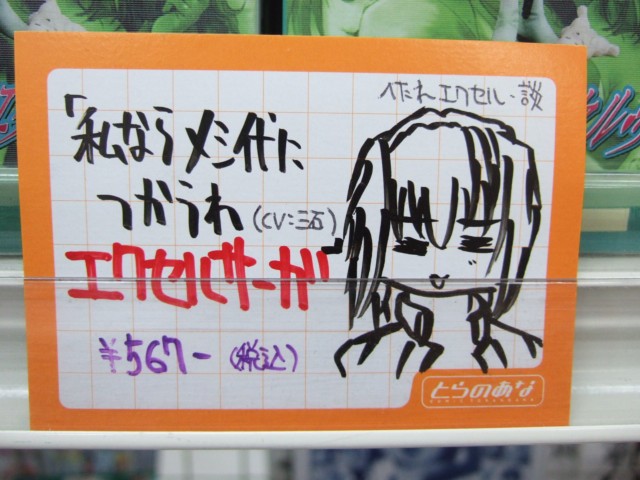 へたれエクセル・談
「私ならメシ代に
つかうわ(CV:三石)」
エクセルサーガ
¥567-(税込)
とらのあな